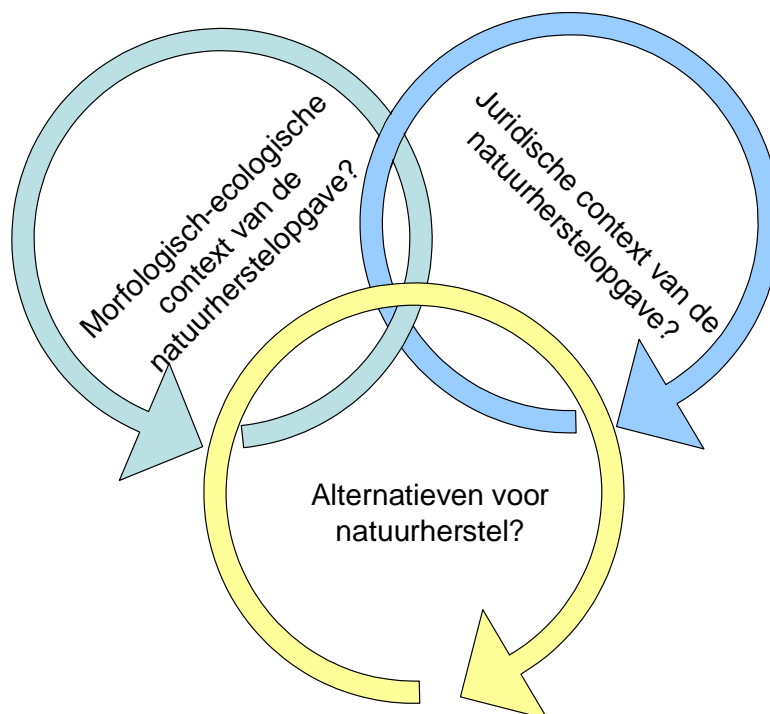 Morfologisch-ecologische
context van de
natuurherstelopgave?
Juridische context van de
natuurherstelopgave?
Alternatieven voor
natuurherstel?